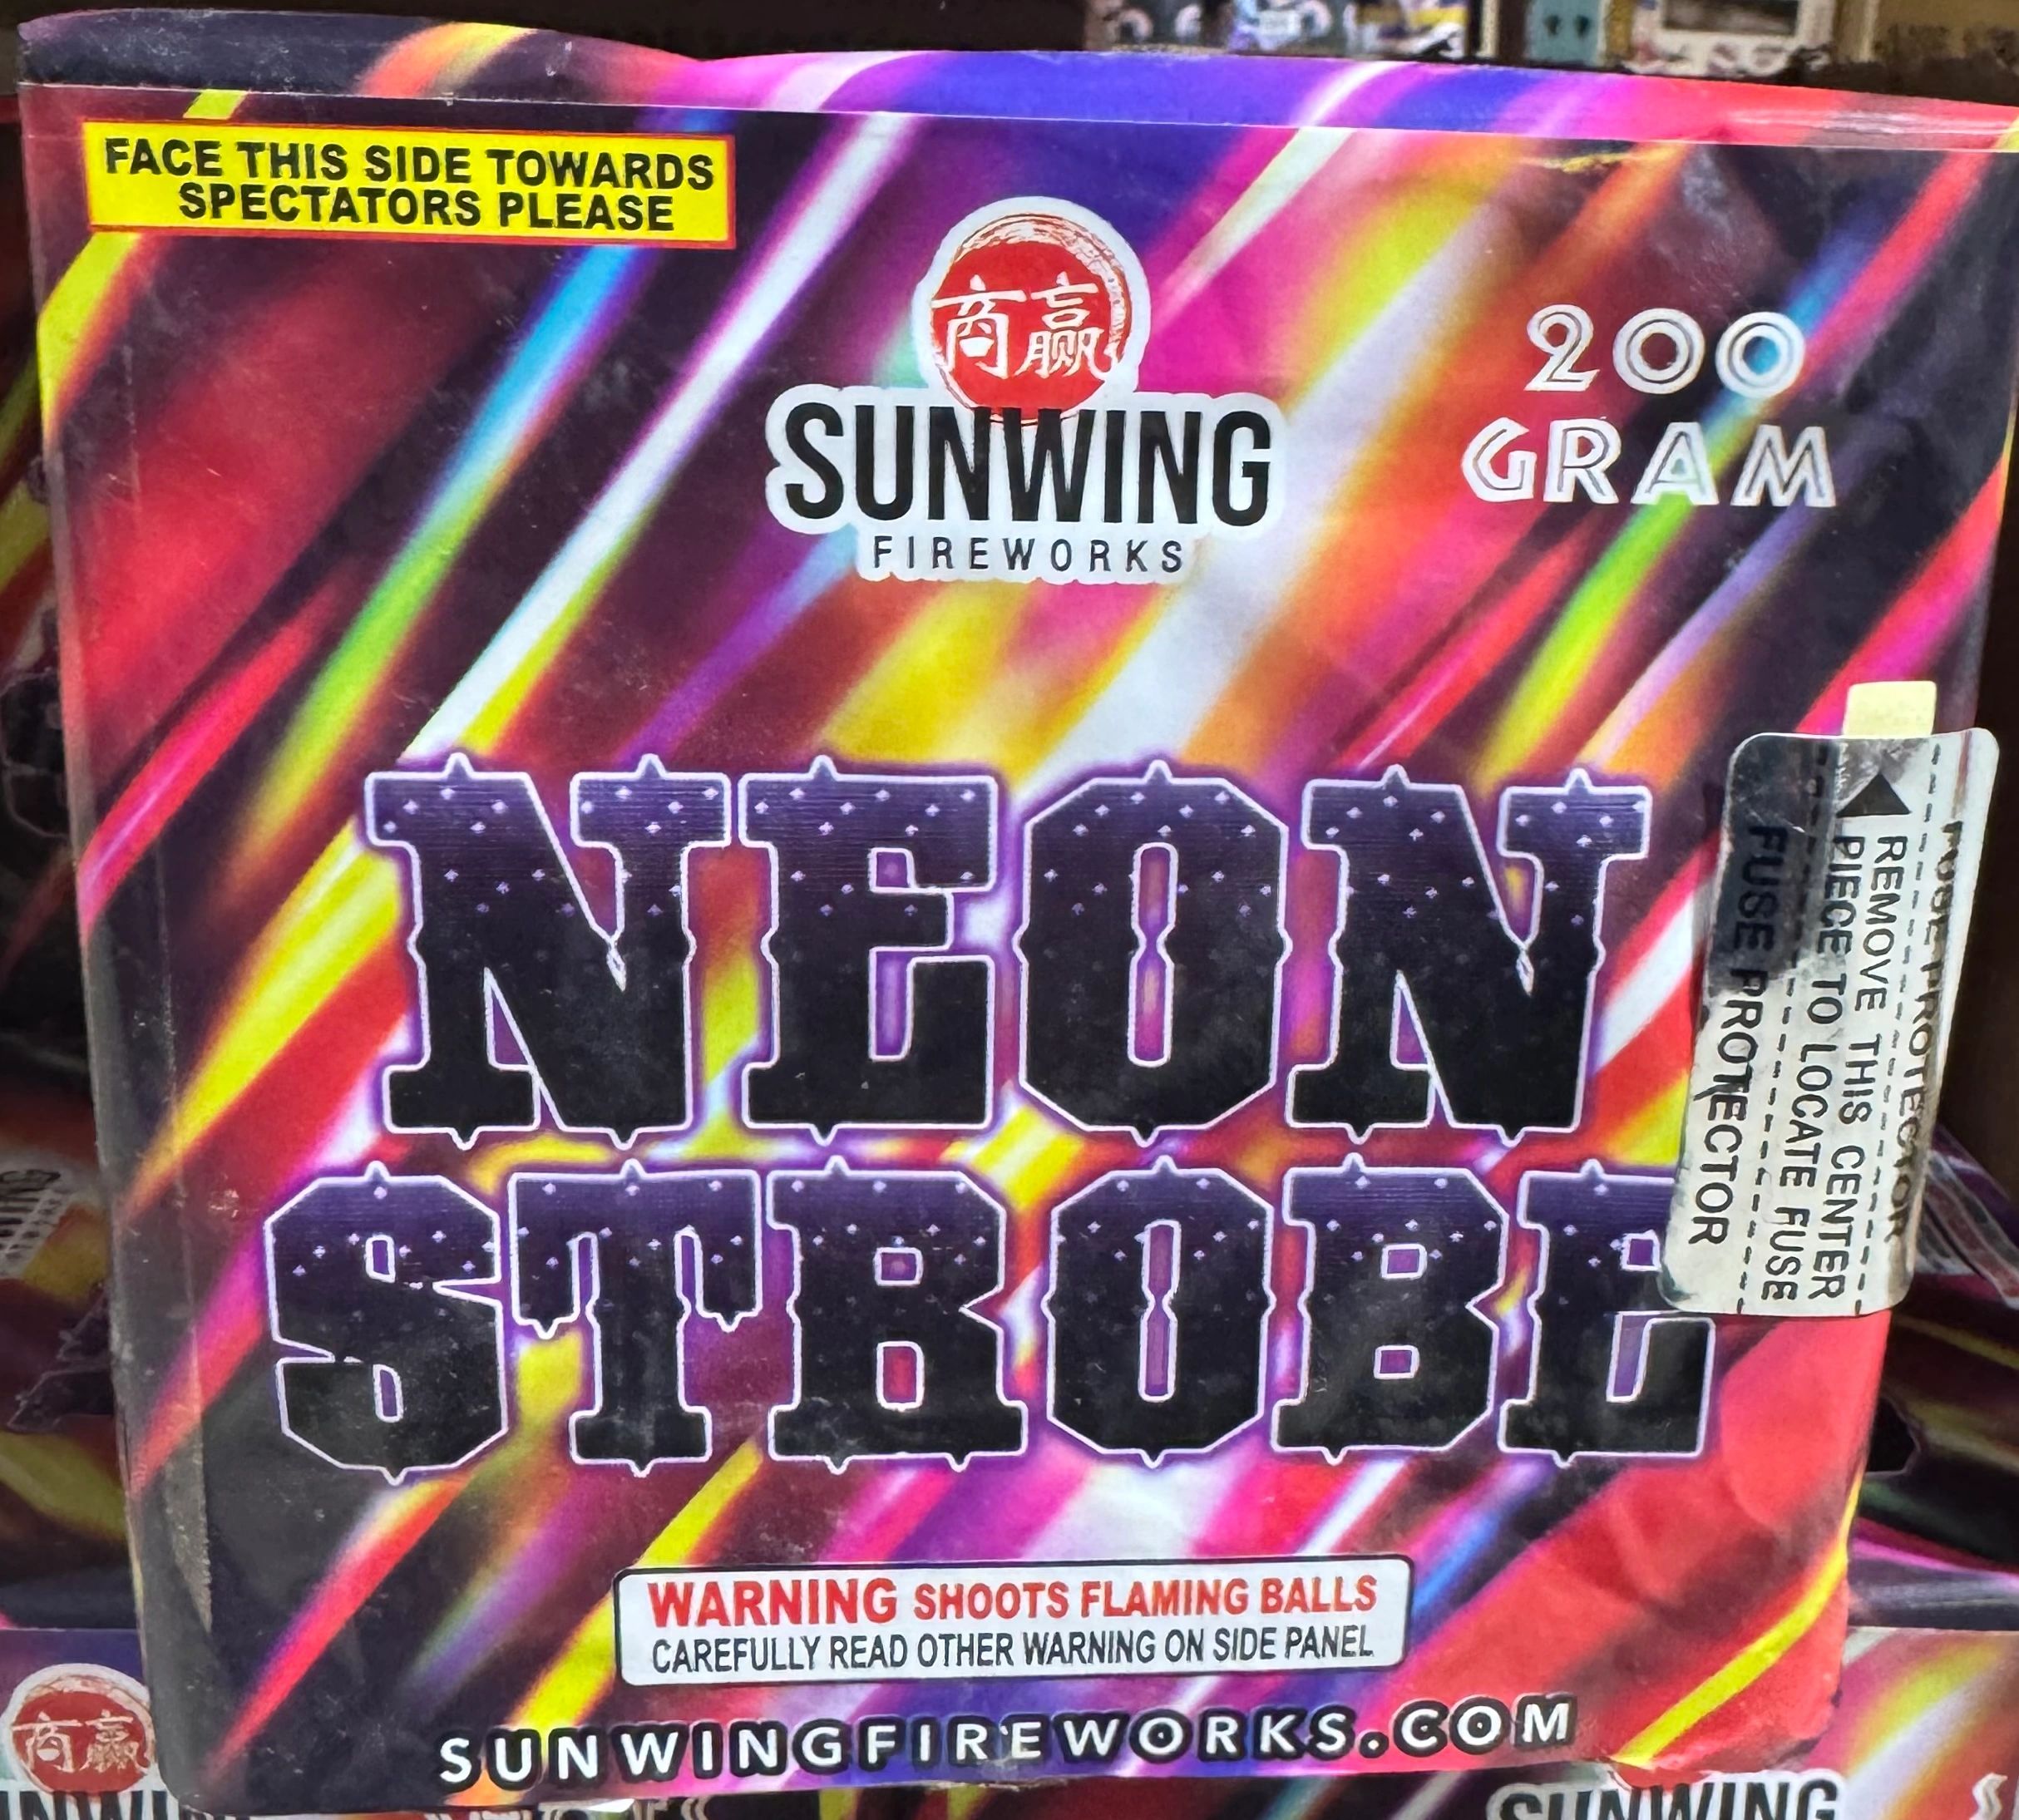 FACE THIS SIDE TOWARDS
SPECTATORS PLEASE
商赢
SUNWING
FIREWORKS
200
GRAM
NEON
STROBE
FUSE PROTECTOR
REMOVE THIS CENTER
PIECE TO LOCATE FUSE
FUSE PROTECTOR
WARNING SHOOTS FLAMING BALLS
CAREFULLY READ OTHER WARNING ON SIDE PANEL
SUNWINGFIREWORKS.COM
商赢
SUNWING